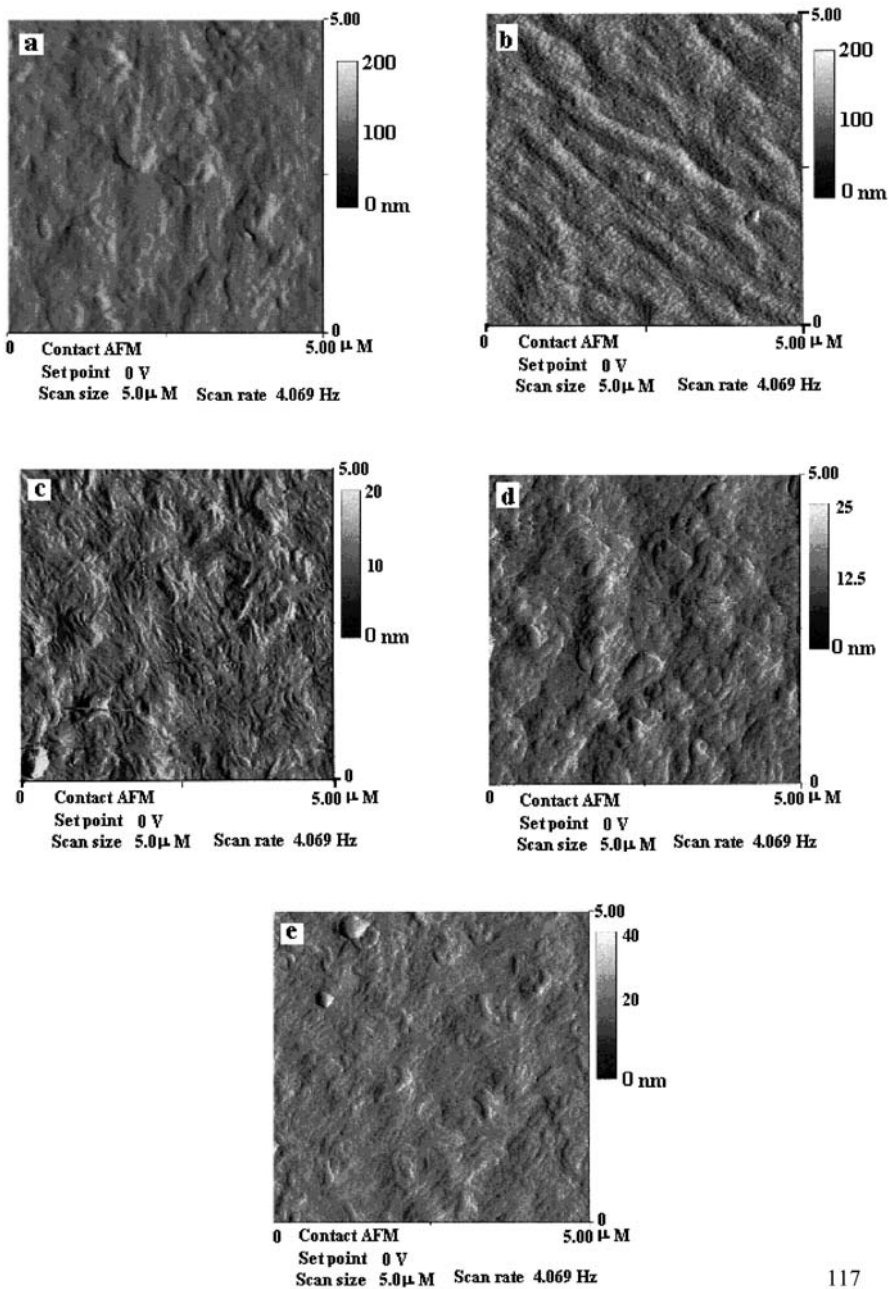 a
5.00
200
100
0 nm
0
0
5.00 μ M
Contact AFM
Set point 0 V
Scan size 5.0μ M Scan rate 4.069 Hz
b
5.00
200
100
0 nm
0
0
5.00 μ M
Contact AFM
Set point 0 V
Scan size 5.0μ M Scan rate 4.069 Hz
c
5.00
20
10
0 nm
0
0
5.00 μ M
Contact AFM
Set point 0 V
Scan size 5.0μ M Scan rate 4.069 Hz
d
5.00
25
12.5
0 nm
0
0
5.00 μ M
Contact AFM
Set point 0 V
Scan size 5.0μ M Scan rate 4.069 Hz
e
5.00
40
20
0 nm
0
0
5.00 μ M
Contact AFM
Set point 0 V
Scan size 5.0μ M Scan rate 4.069 Hz
117